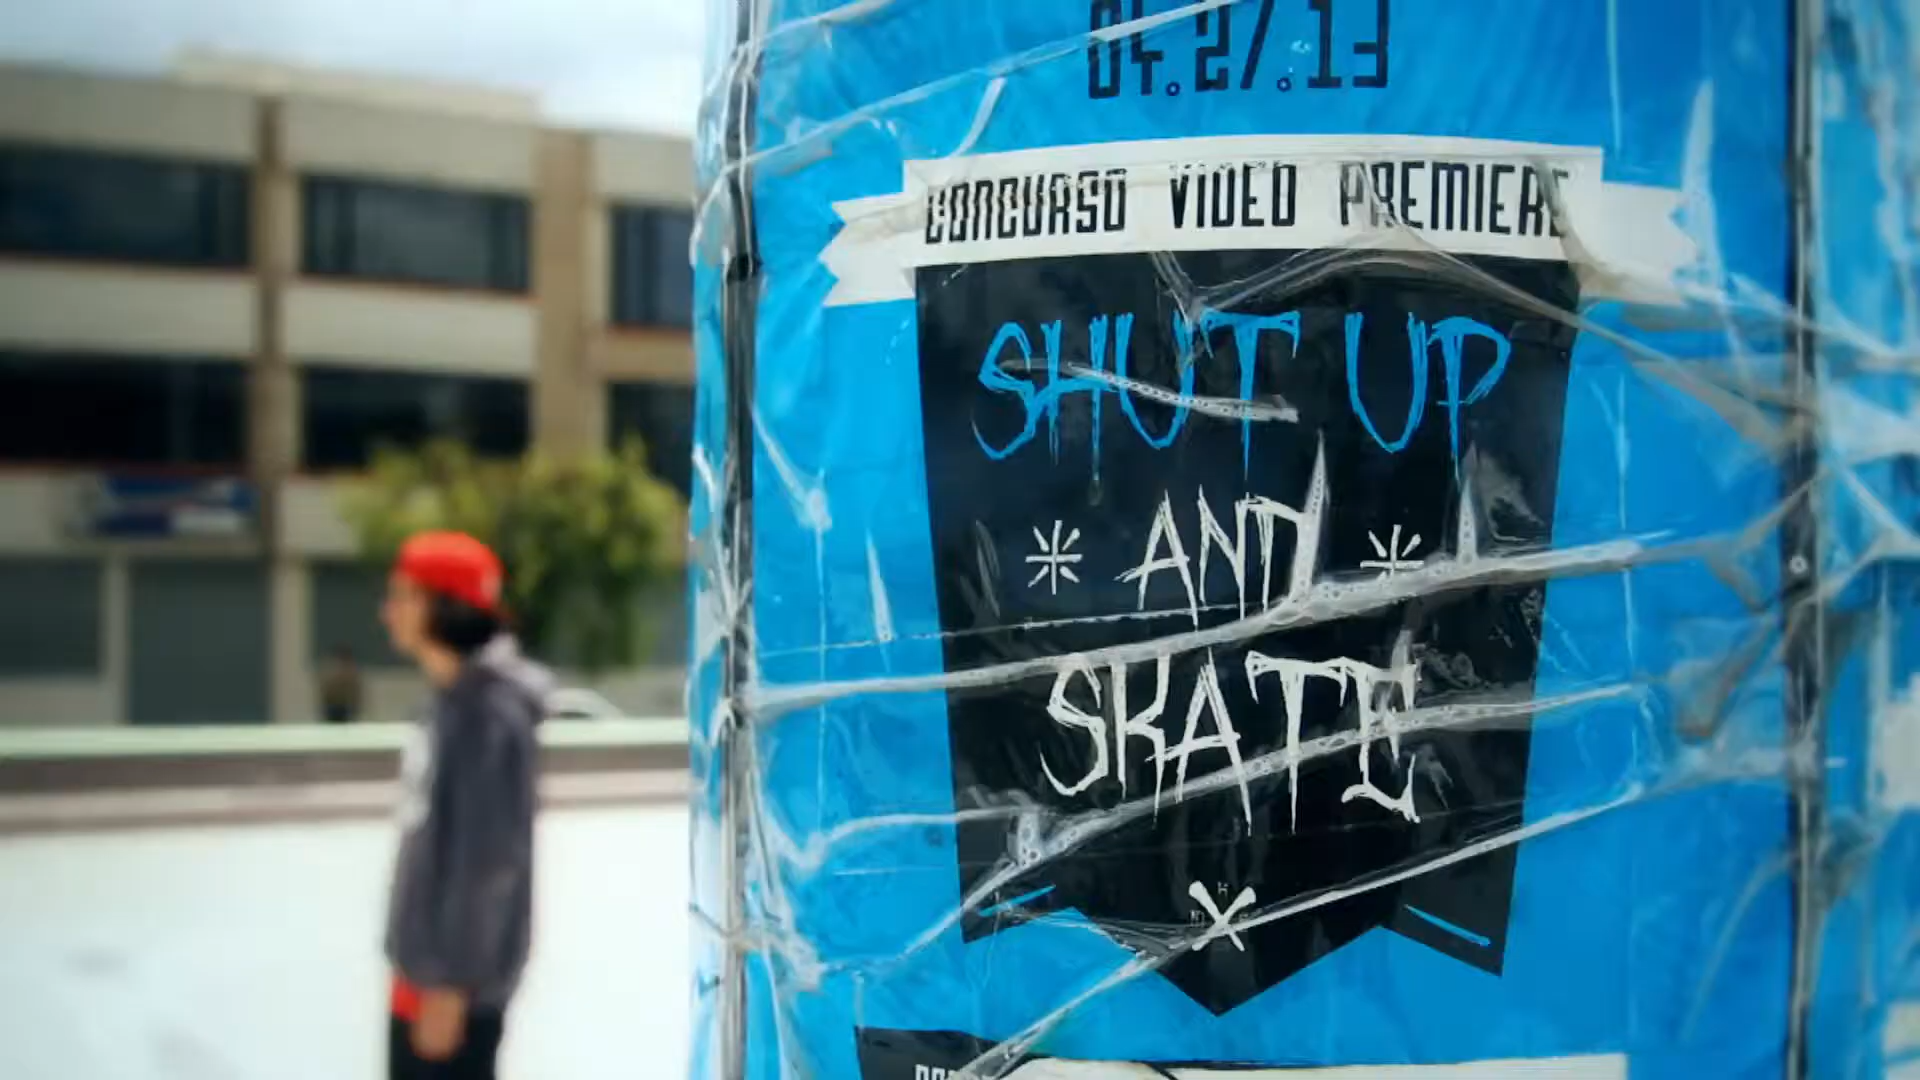 04.27.13
CONCURSO VIDEO PREMIERE
SHUT UP
AND
SKATE